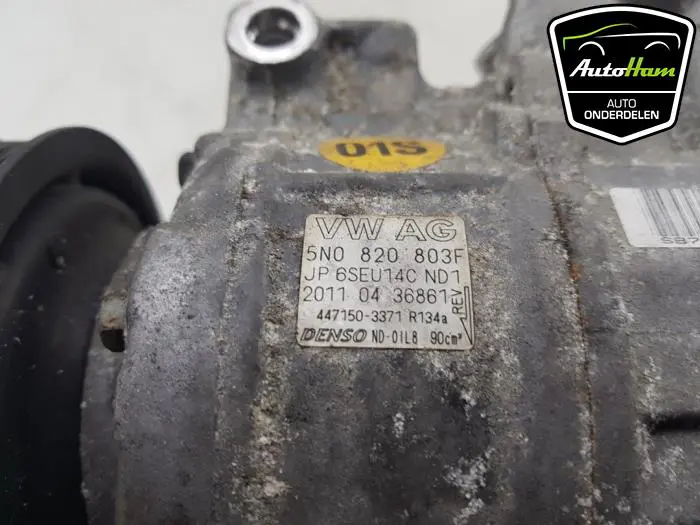 AutoHam
AUTO
ONDERDELEN
01S
VW AG
5N0 820 803F
JP 6SEU14C ND1
2011 04 36861
REV
447150-3371 R134a
DENSO ND-OIL8 90cm³